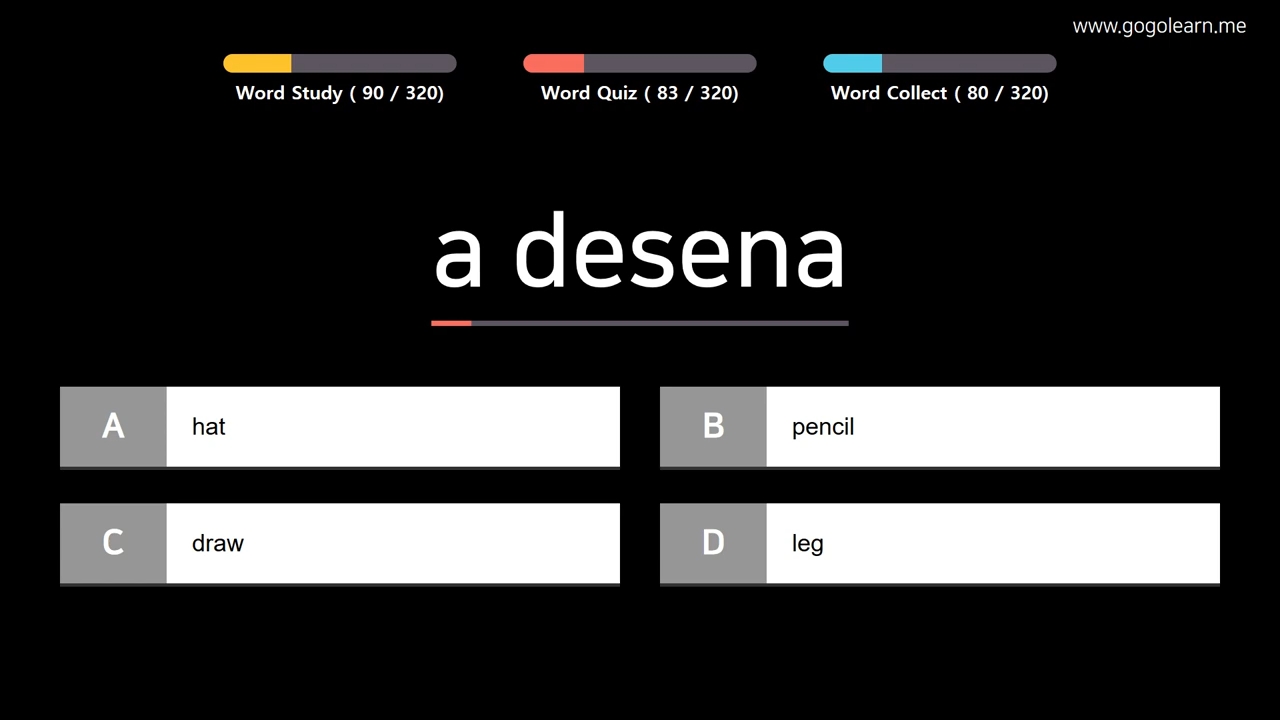 www.gogolearn.me
Word Study ( 90 / 320)
Word Quiz ( 83 / 320)
Word Collect ( 80 / 320)
a desena
A hat
B pencil
C draw
D leg